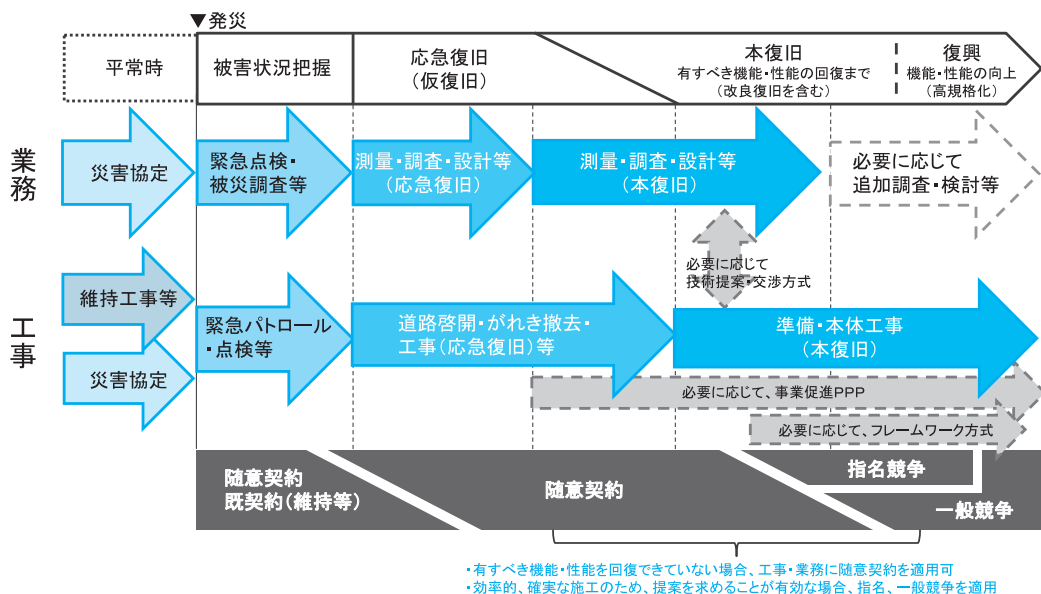 ▼発災
平常時
被害状況把握
応急復旧
(仮復旧)
本復旧
有すべき機能・性能の回復まで
(改良復旧を含む)
復興
機能・性能の向上
(高規格化)
業務
災害協定
緊急点検・
被災調査等
測量・調査・設計等
(応急復旧)
測量・調査・設計等
(本復旧)
必要に応じて
追加調査・検討等
必要に応じて
技術提案・交渉方式
工事
維持工事等
災害協定
緊急パトロール
・点検等
道路啓開・がれき撤去・
工事(応急復旧)等
準備・本体工事
(本復旧)
必要に応じて、事業促進PPP
必要に応じて、フレームワーク方式
随意契約
既契約(維持等)
随意契約
指名競争
一般競争
・有すべき機能・性能を回復できていない場合、工事・業務に随意契約を適用可
・効率的、確実な施工のため、提案を求めることが有効な場合、指名、一般競争を適用